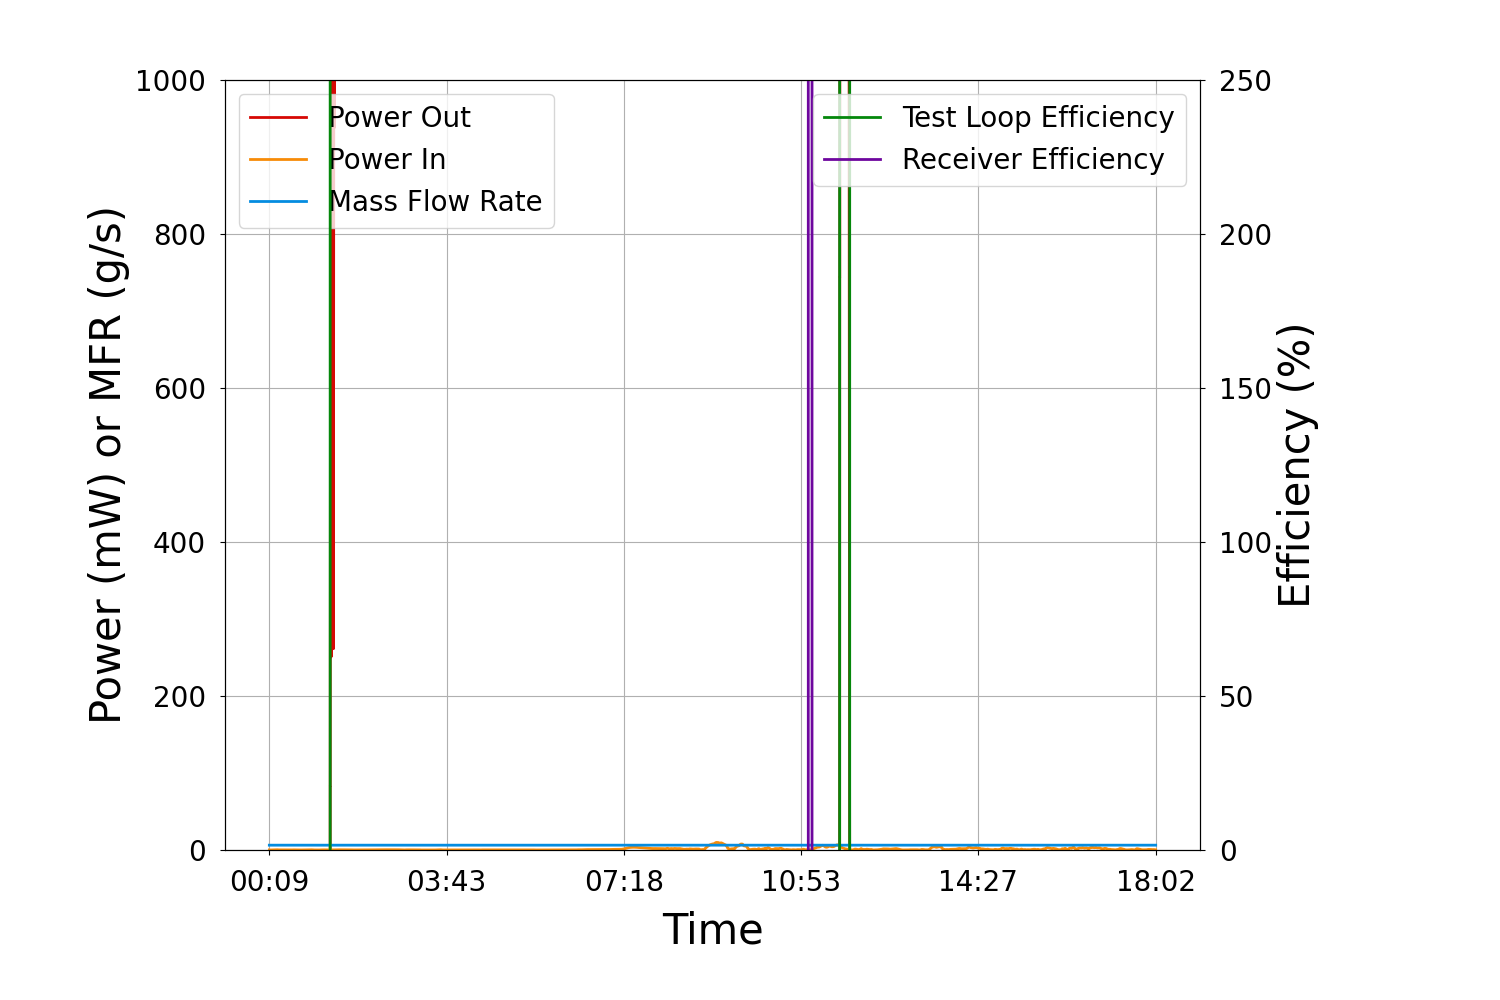 1000
800
600
400
200
0
Power (mW) or MFR (g/s)
Power Out
Power In
Mass Flow Rate
Test Loop Efficiency
Receiver Efficiency
250
200
150
100
50
0
Efficiency (%)
00:09 03:43 07:18 10:53 14:27 18:02
Time